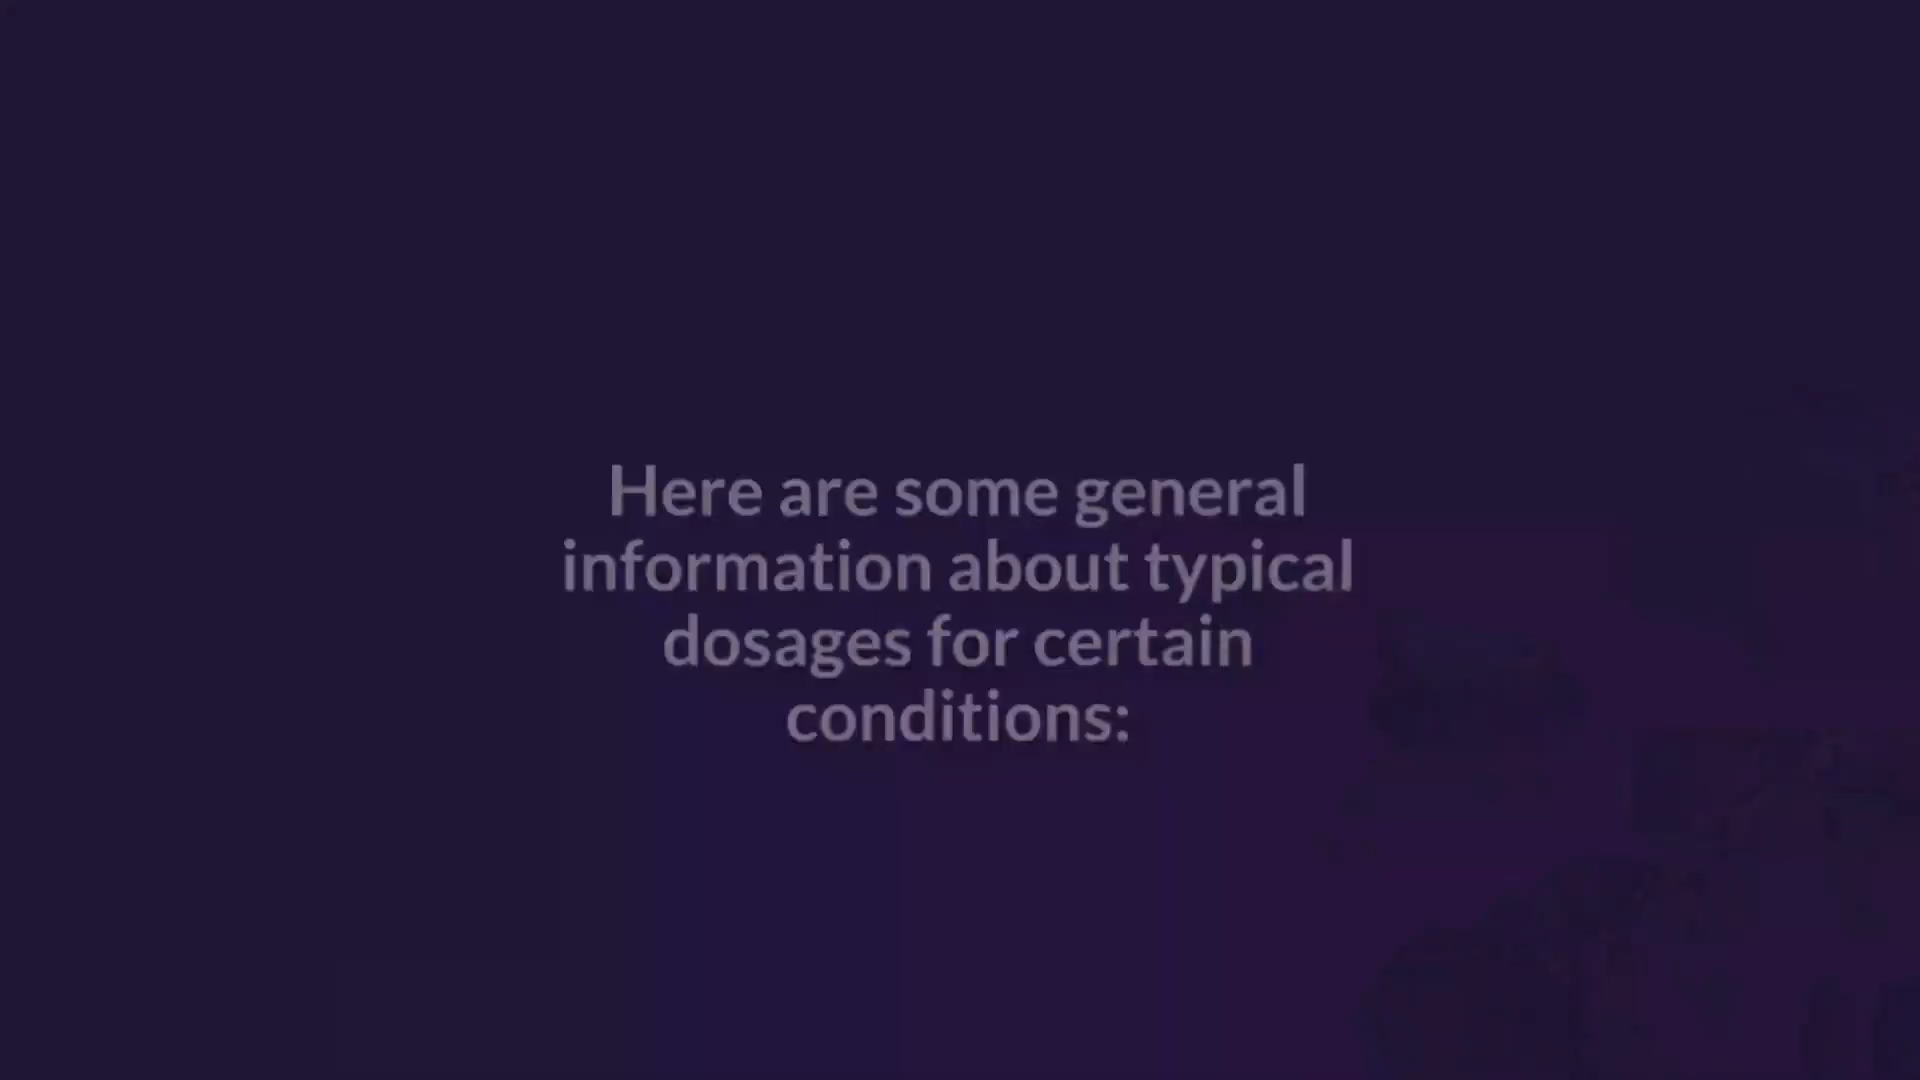 Here are some general
information about typical
dosages for certain
conditions: